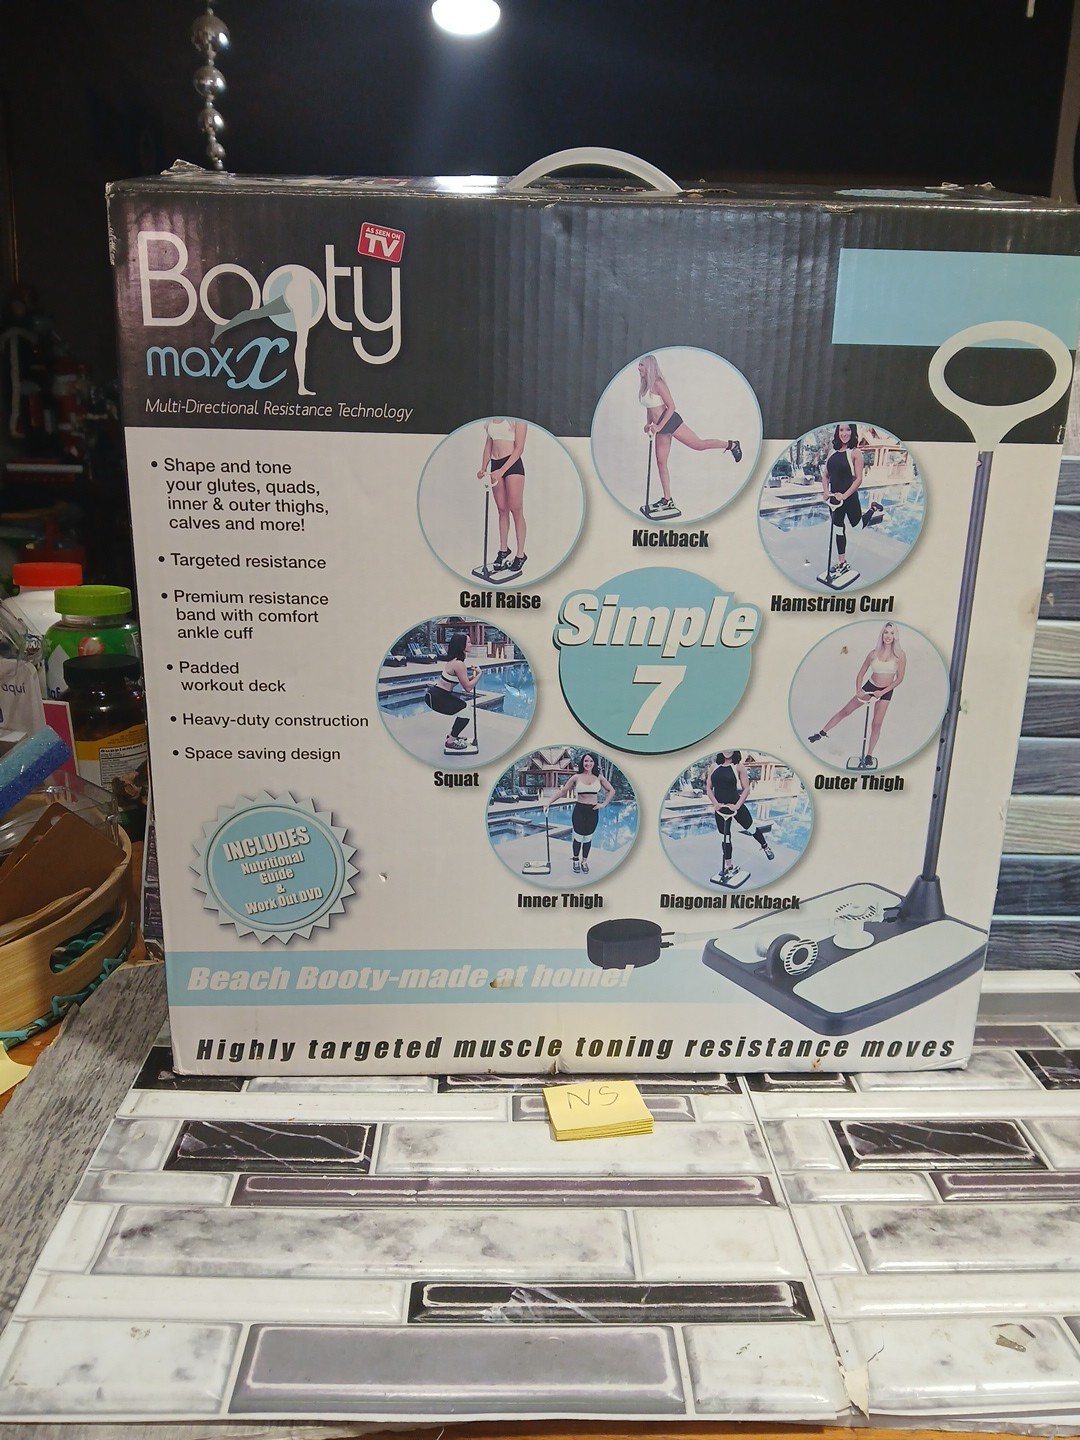 AS SEEN ON
TV
Booty
maxx
Multi-Directional Resistance Technology
• Shape and tone
your glutes, quads,
inner & outer thighs,
calves and more!
• Targeted resistance
• Premium resistance
band with comfort
ankle cuff
• Padded
workout deck
• Heavy-duty construction
• Space saving design
Kickback
Calf Raise
Hamstring Curl
Simple
7
Squat
Outer Thigh
Inner Thigh
Diagonal Kickback
INCLUDES
Nutritional
Guide
&
Work Out DVD
Beach Booty-made at home!
Highly targeted muscle toning resistance moves
NS
aquí